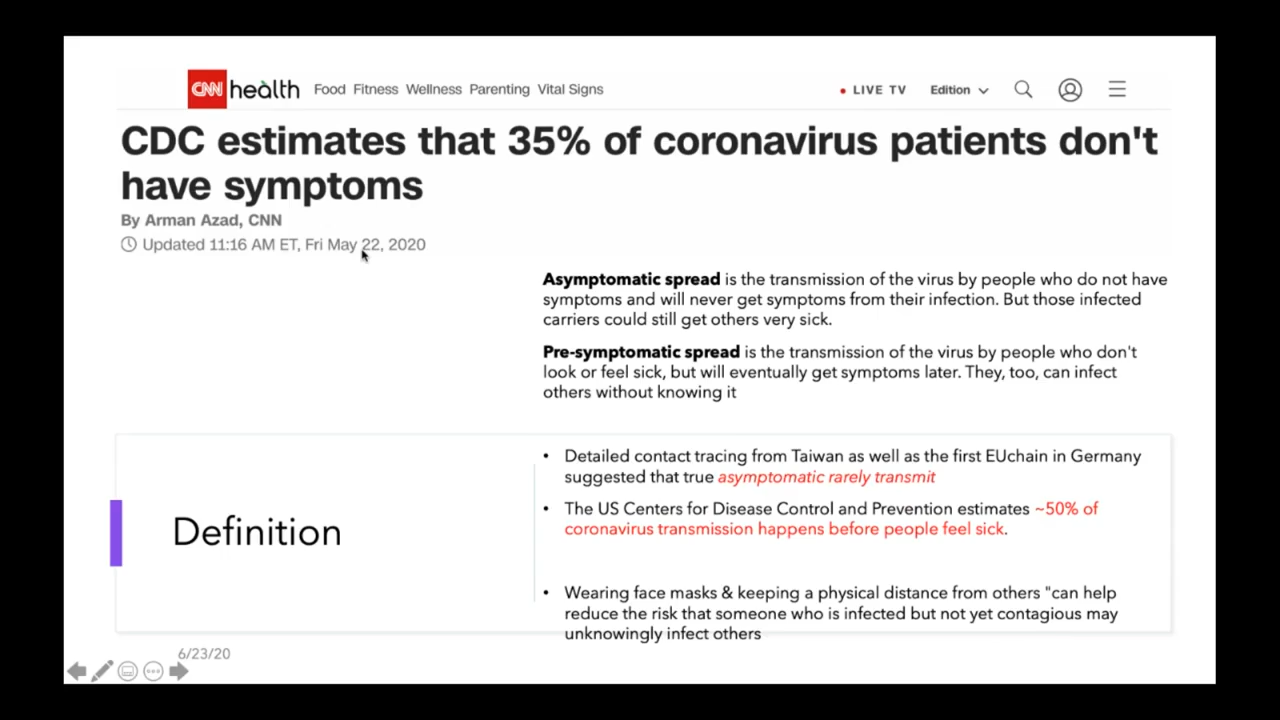 CNN health Food Fitness Wellness Parenting Vital Signs LIVE TV Edition
CDC estimates that 35% of coronavirus patients don't
have symptoms
By Arman Azad, CNN
Updated 11:16 AM ET, Fri May 22, 2020
Asymptomatic spread is the transmission of the virus by people who do not have
symptoms and will never get symptoms from their infection. But those infected
carriers could still get others very sick.
Pre-symptomatic spread is the transmission of the virus by people who don't
look or feel sick, but will eventually get symptoms later. They, too, can infect
others without knowing it
Definition
• Detailed contact tracing from Taiwan as well as the first EUchain in Germany
suggested that true asymptomatic rarely transmit
• The US Centers for Disease Control and Prevention estimates ~50% of
coronavirus transmission happens before people feel sick.
• Wearing face masks & keeping a physical distance from others "can help
reduce the risk that someone who is infected but not yet contagious may
unknowingly infect others
6/23/20